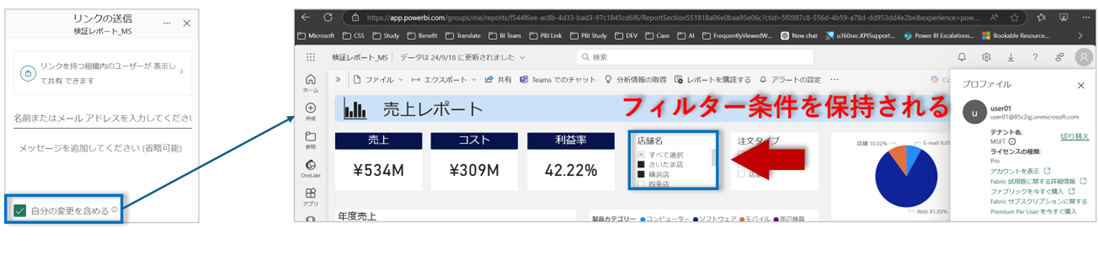 リンクの送信
検証レポート_MS
リンクを持つ組織内のユーザーが 表示し
て共有 できます
名前またはメール アドレスを入力してください
メッセージを追加してください (省略可能)
自分の変更を含める
https://app.powerbi.com/groups/me/reports/f544f6ee-ac8b-4d33-bad3-97c1845cd6f6/ReportSection551818a06e0baa95e06c?ctid=5f0987c8-556d-4b59-a78d-dd953dd4e2be&experience=pow...
Microsoft CSS Study Benefit Translate BI Team PBI Link PBI Study DEV Case AI FrequentlyViewedW... New chat u360sec.KPISupport... Power BI Escalations... Bookable Resource...
検証レポート_MS データは 24/9/18 に更新されました 検索
ファイル エクスポート 共有 Teams でのチャット 分析情報の取得 レポートを購読する アラートの設定 ...
ホーム
作成
参照
OneLake
アプリ
売上レポート
フィルター条件を保持される
売上 コスト 利益率
¥534M ¥309M 42.22%
店舗名
すべて選択
さいたま店
横浜店
四条店
注文タイプ
店舗 10.02%
Web 81.93%
年度売上
製品カテゴリー コンピューター ソフトウェア モバイル 周辺機器
プロファイル
u
user01
user01@85c2qj.onmicrosoft.com
テナント名:
MSFT
切り替え
ライセンスの種類:
Pro
アカウントを表示
Fabric 試用版に関する詳細情報
ファブリックを今すぐ購入
Fabric サブスクリプションに関する
Premium Per User を今すぐ購入